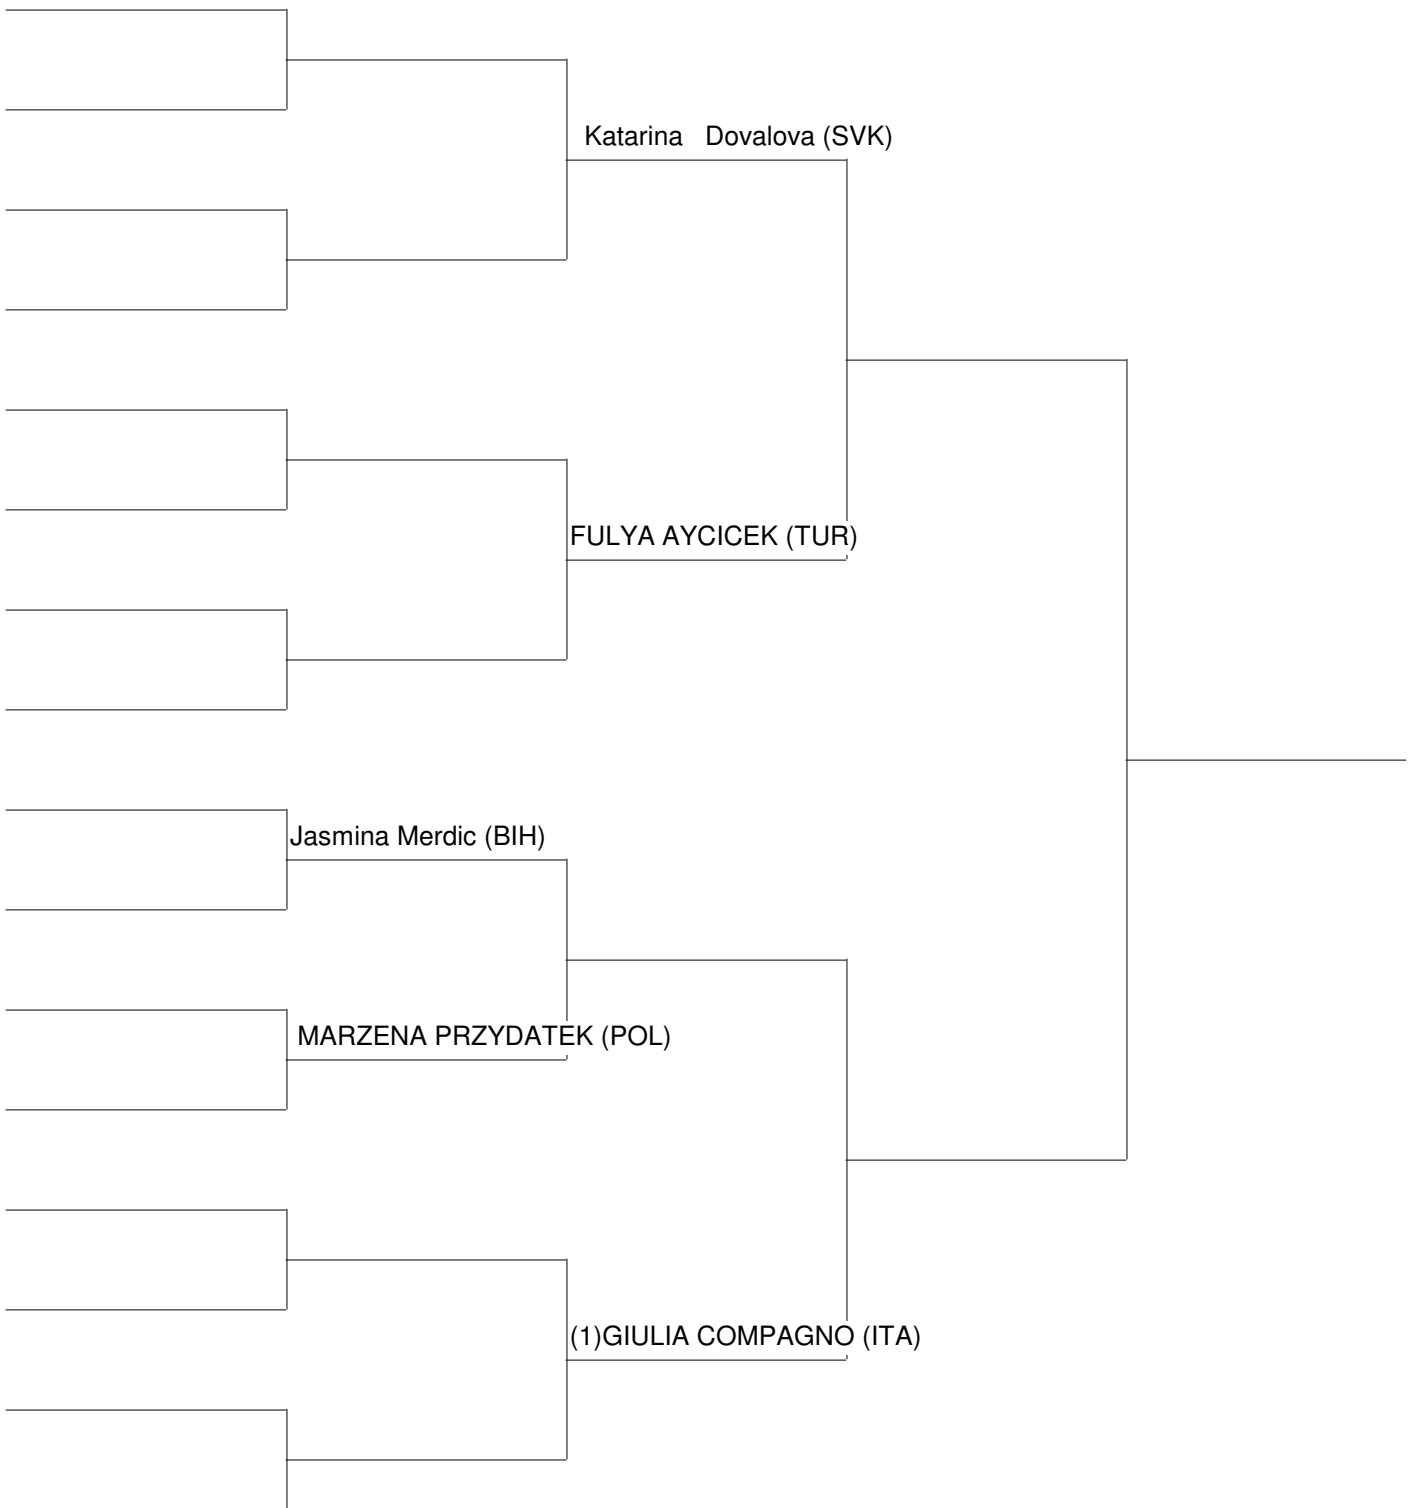 Katarina   Dovalova (SVK)
FULYA AYCICEK (TUR)
Jasmina Merdic (BIH)
MARZENA PRZYDATEK (POL)
(1)GIULIA COMPAGNO (ITA)